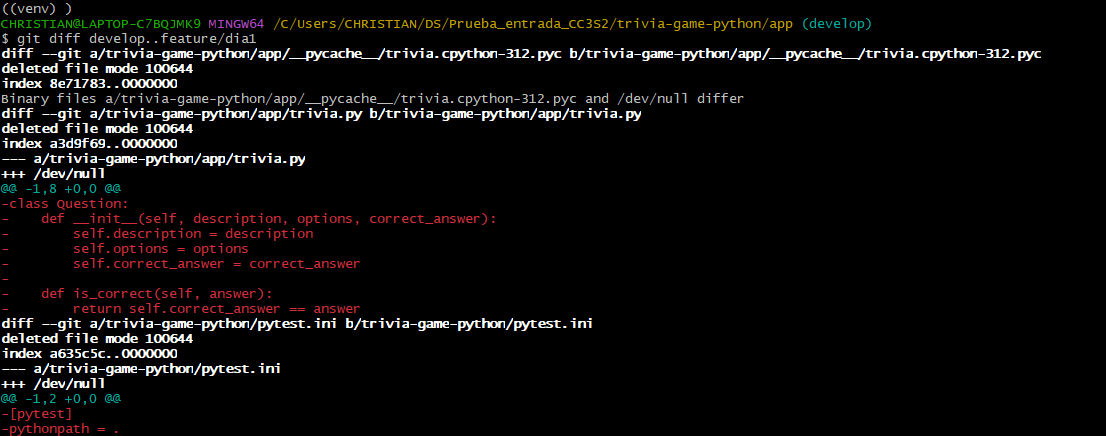 ((venv) )
CHRISTIAN@LAPTOP-C7BQJMK9 MINGW64 /C/Users/CHRISTIAN/DS/Prueba_entrada_CC3S2/trivia-game-python/app (develop)
$ git diff develop..feature/dia1
diff --git a/trivia-game-python/app/__pycache__/trivia.cpython-312.pyc b/trivia-game-python/app/__pycache__/trivia.cpython-312.pyc
deleted file mode 100644
index 8e71783..0000000
Binary files a/trivia-game-python/app/__pycache__/trivia.cpython-312.pyc and /dev/null differ
diff --git a/trivia-game-python/app/trivia.py b/trivia-game-python/app/trivia.py
deleted file mode 100644
index a3d9f69..0000000
--- a/trivia-game-python/app/trivia.py
+++ /dev/null
@@ -1,8 +0,0 @@
-class Question:
-    def __init__(self, description, options, correct_answer):
-        self.description = description
-        self.options = options
-        self.correct_answer = correct_answer
-
-    def is_correct(self, answer):
-        return self.correct_answer == answer
diff --git a/trivia-game-python/pytest.ini b/trivia-game-python/pytest.ini
deleted file mode 100644
index a635c5c..0000000
--- a/trivia-game-python/pytest.ini
+++ /dev/null
@@ -1,2 +0,0 @@
-[pytest]
-pythonpath = .